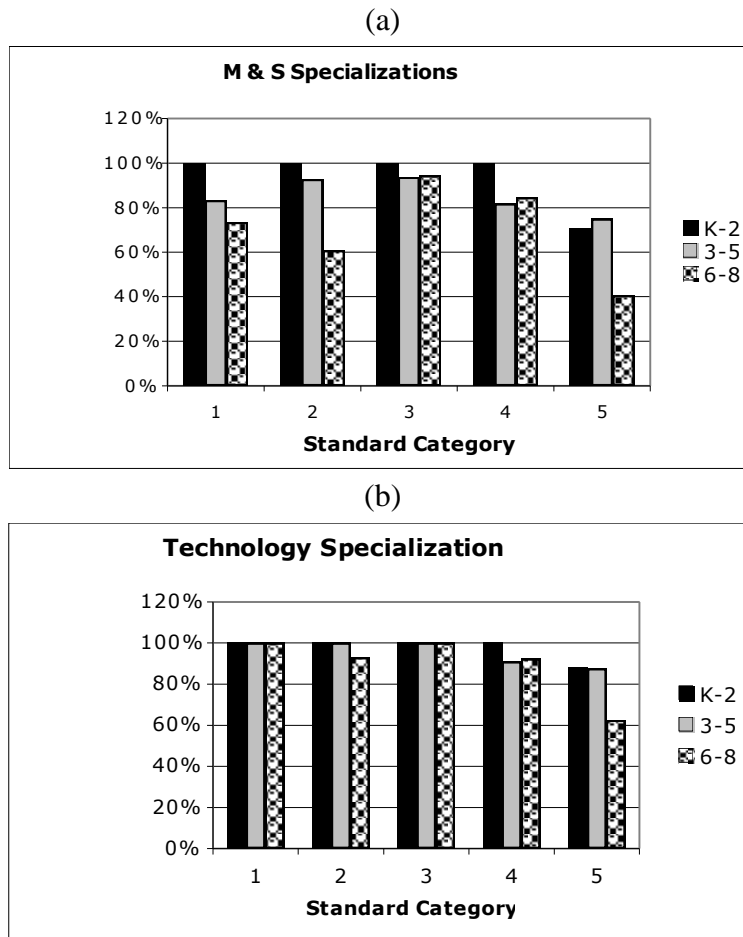 (a)
M & S Specializations
120%
100%
80%
60%
40%
20%
0%
1 2 3 4 5
Standard Category
K-2
3-5
6-8
(b)
Technology Specialization
120%
100%
80%
60%
40%
20%
0%
1 2 3 4 5
Standard Category
K-2
3-5
6-8